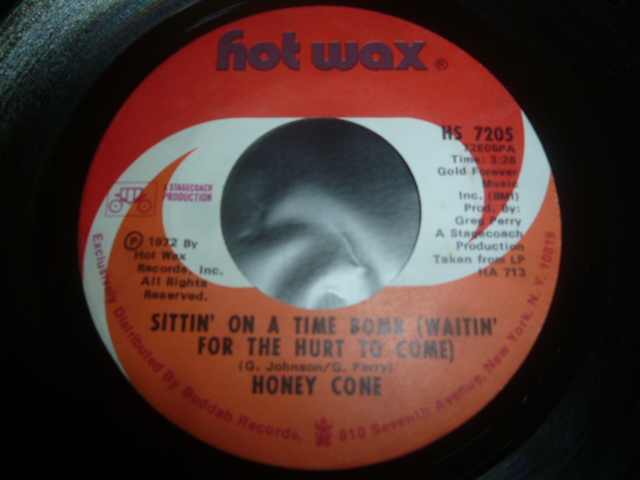 hot wax ®
HS 7205
72E05PA
Time: 3:28
Gold Forever
Music
Inc. (BMI)
Prod. By:
Greg Perry
A Stagecoach
Production
Taken from LP
HA 713
A STAGECOACH
PRODUCTION
Ⓟ 1972 By
Hot Wax
Records, Inc.
All Rights
Reserved.
SITTIN' ON A TIME BOMB (WAITIN'
FOR THE HURT TO COME)
(G. Johnson/G. Perry)
HONEY CONE
Exclusively Distributed By Buddah Records, 810 Seventh Avenue, New York, N. Y. 10019